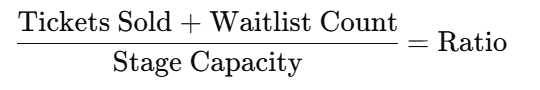 Tickets Sold + Waitlist Count
Stage Capacity
= Ratio